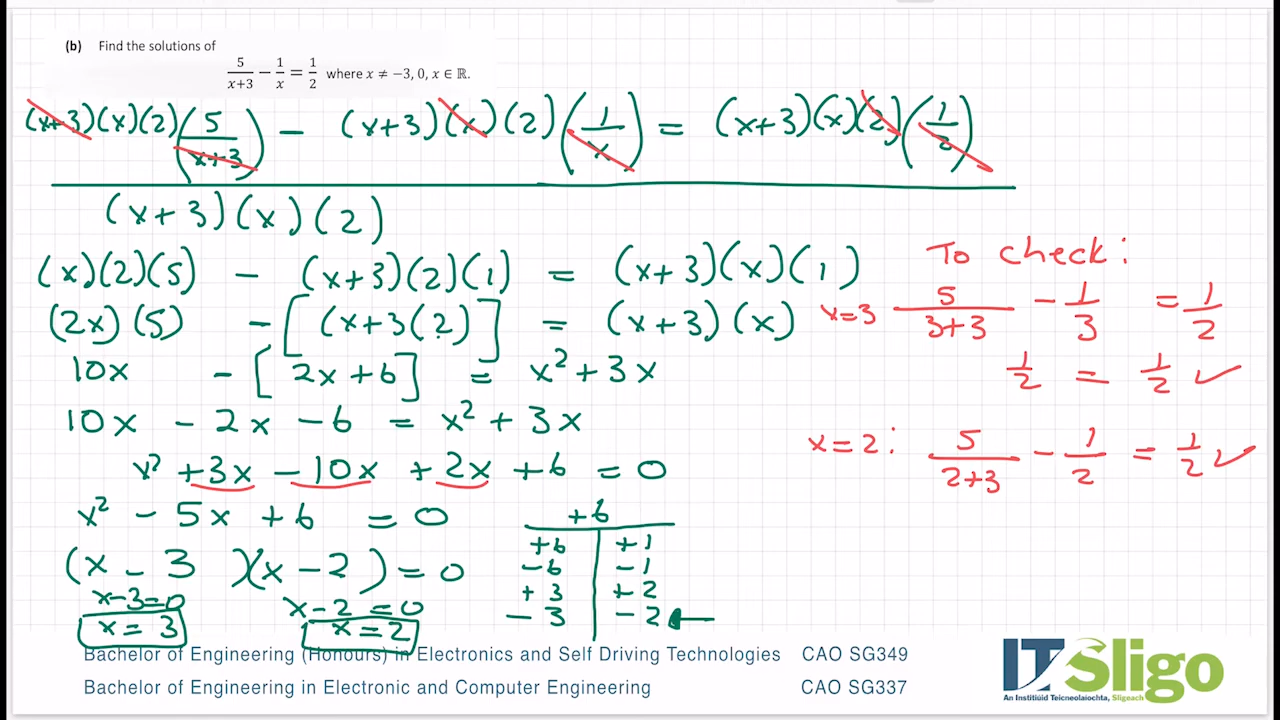 (b) Find the solutions of
5/(x+3) − 1/x = 1/2 where x ≠ −3, 0, x ∈ ℝ.
(x+3)(x)(2)(5/(x+3)) − (x+3)(x)(2)(1/x) = (x+3)(x)(2)(1/2)
(x+3)(x)(2)
(x)(2)(5) − (x+3)(2)(1) = (x+3)(x)(1)
(2x)(5) − [(x+3(2)] = (x+3)(x)
10x − [2x+6] = x²+3x
10x − 2x − 6 = x² + 3x
x² +3x − 10x + 2x + 6 = 0
x² − 5x + 6 = 0
(x − 3)(x − 2) = 0
x−3=0 x−2=0
x = 3 x = 2
+6
+6 +1
−6 −1
+3 +2
−3 −2
To check:
x=3 5/(3+3) − 1/3 = 1/2
1/2 = 1/2 ✓
x=2: 5/(2+3) − 1/2 = 1/2 ✓
Bachelor of Engineering (Honours) in Electronics and Self Driving Technologies CAO SG349
Bachelor of Engineering in Electronic and Computer Engineering CAO SG337
IT Sligo
An Institiúid Teicneolaíochta, Sligeach